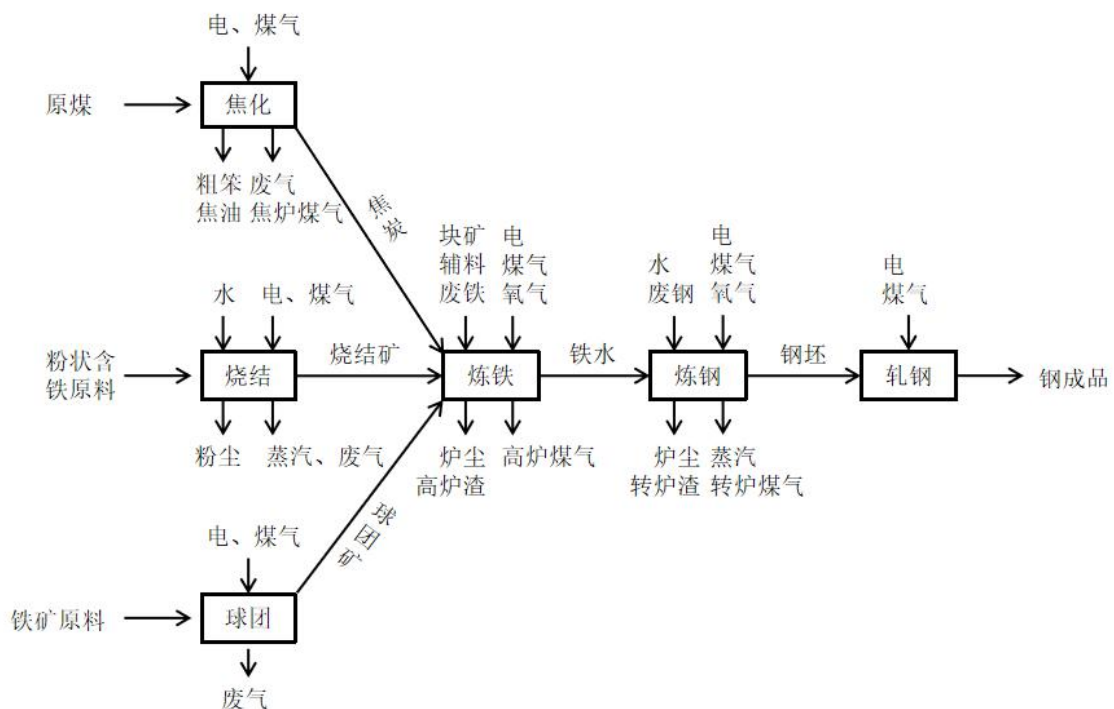 电、煤气
原煤
焦化
粗笨
焦油
废气
焦炉煤气
焦炭
水
电、煤气
粉状含
铁原料
烧结
粉尘
蒸汽、废气
烧结矿
块矿
辅料
废铁
电
煤气
氧气
炼铁
炉尘
高炉渣
高炉煤气
铁水
水
废钢
电
煤气
氧气
炼钢
炉尘
转炉渣
蒸汽
转炉煤气
钢坯
电
煤气
轧钢
钢成品
球团矿
电、煤气
铁矿原料
球团
废气